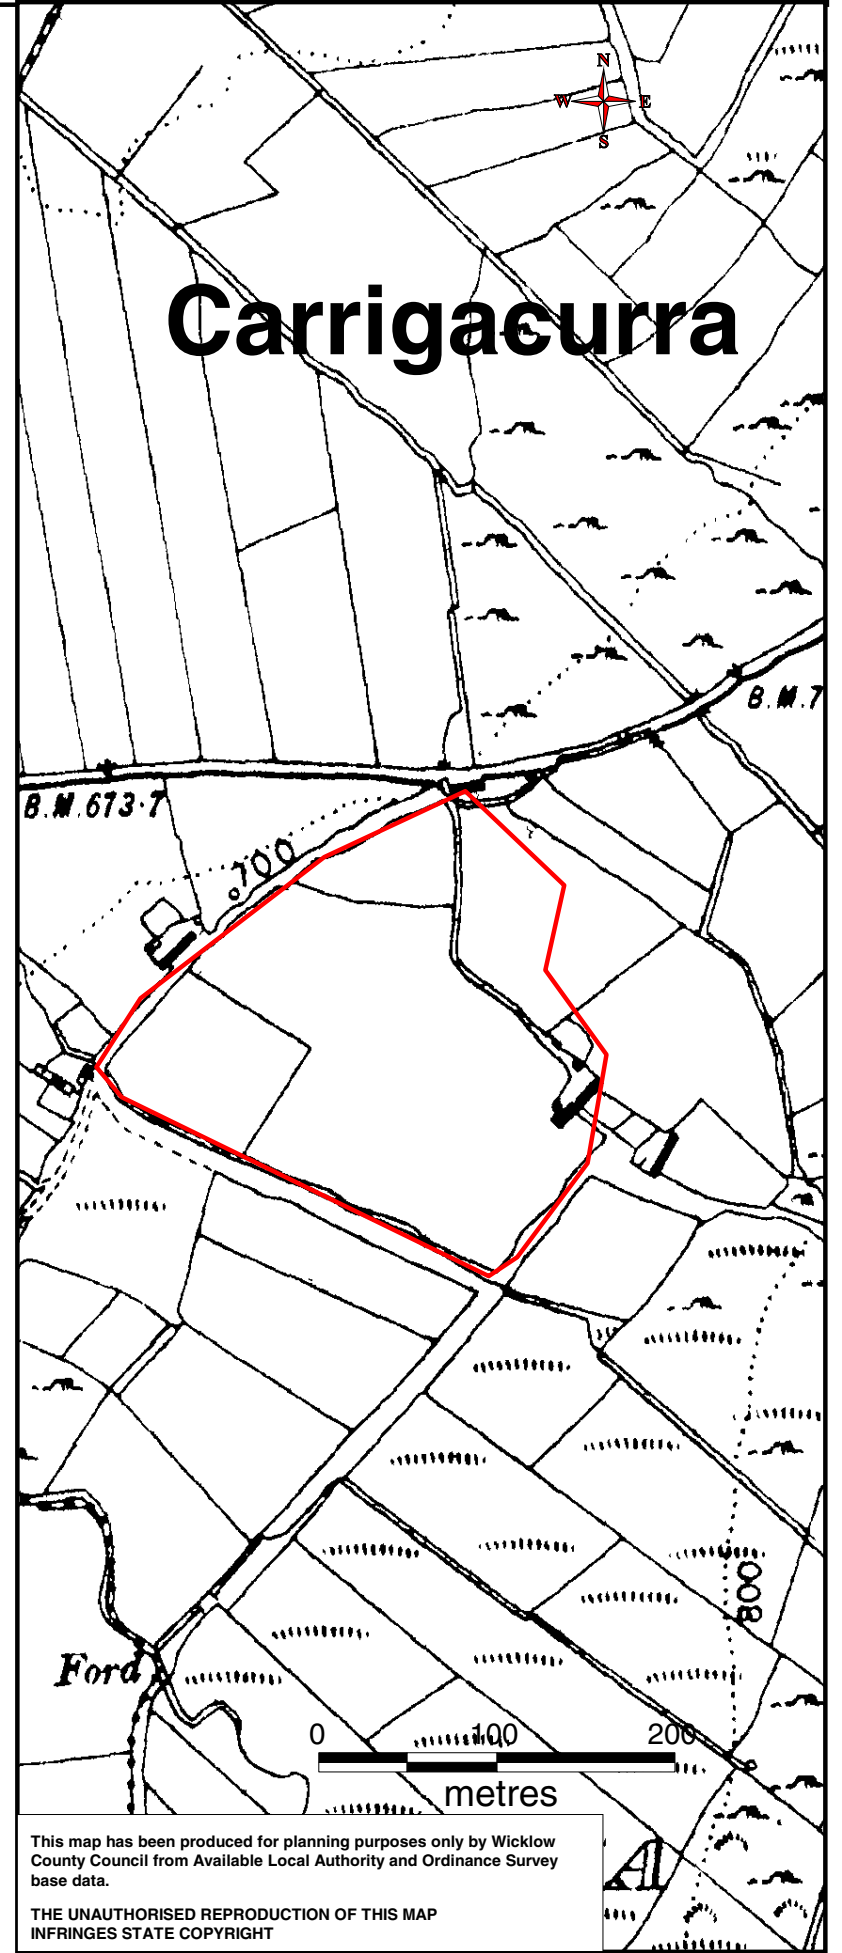 N
W E
S
Carrigacurra
B.M.7
B.M.673·7
700
800
Ford
0 100 200
metres
A
This map has been produced for planning purposes only by Wicklow
County Council from Available Local Authority and Ordinance Survey
base data.
THE UNAUTHORISED REPRODUCTION OF THIS MAP
INFRINGES STATE COPYRIGHT